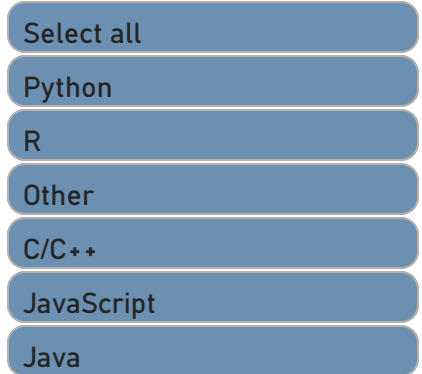 Select all
Python
R
Other
C/C++
JavaScript
Java